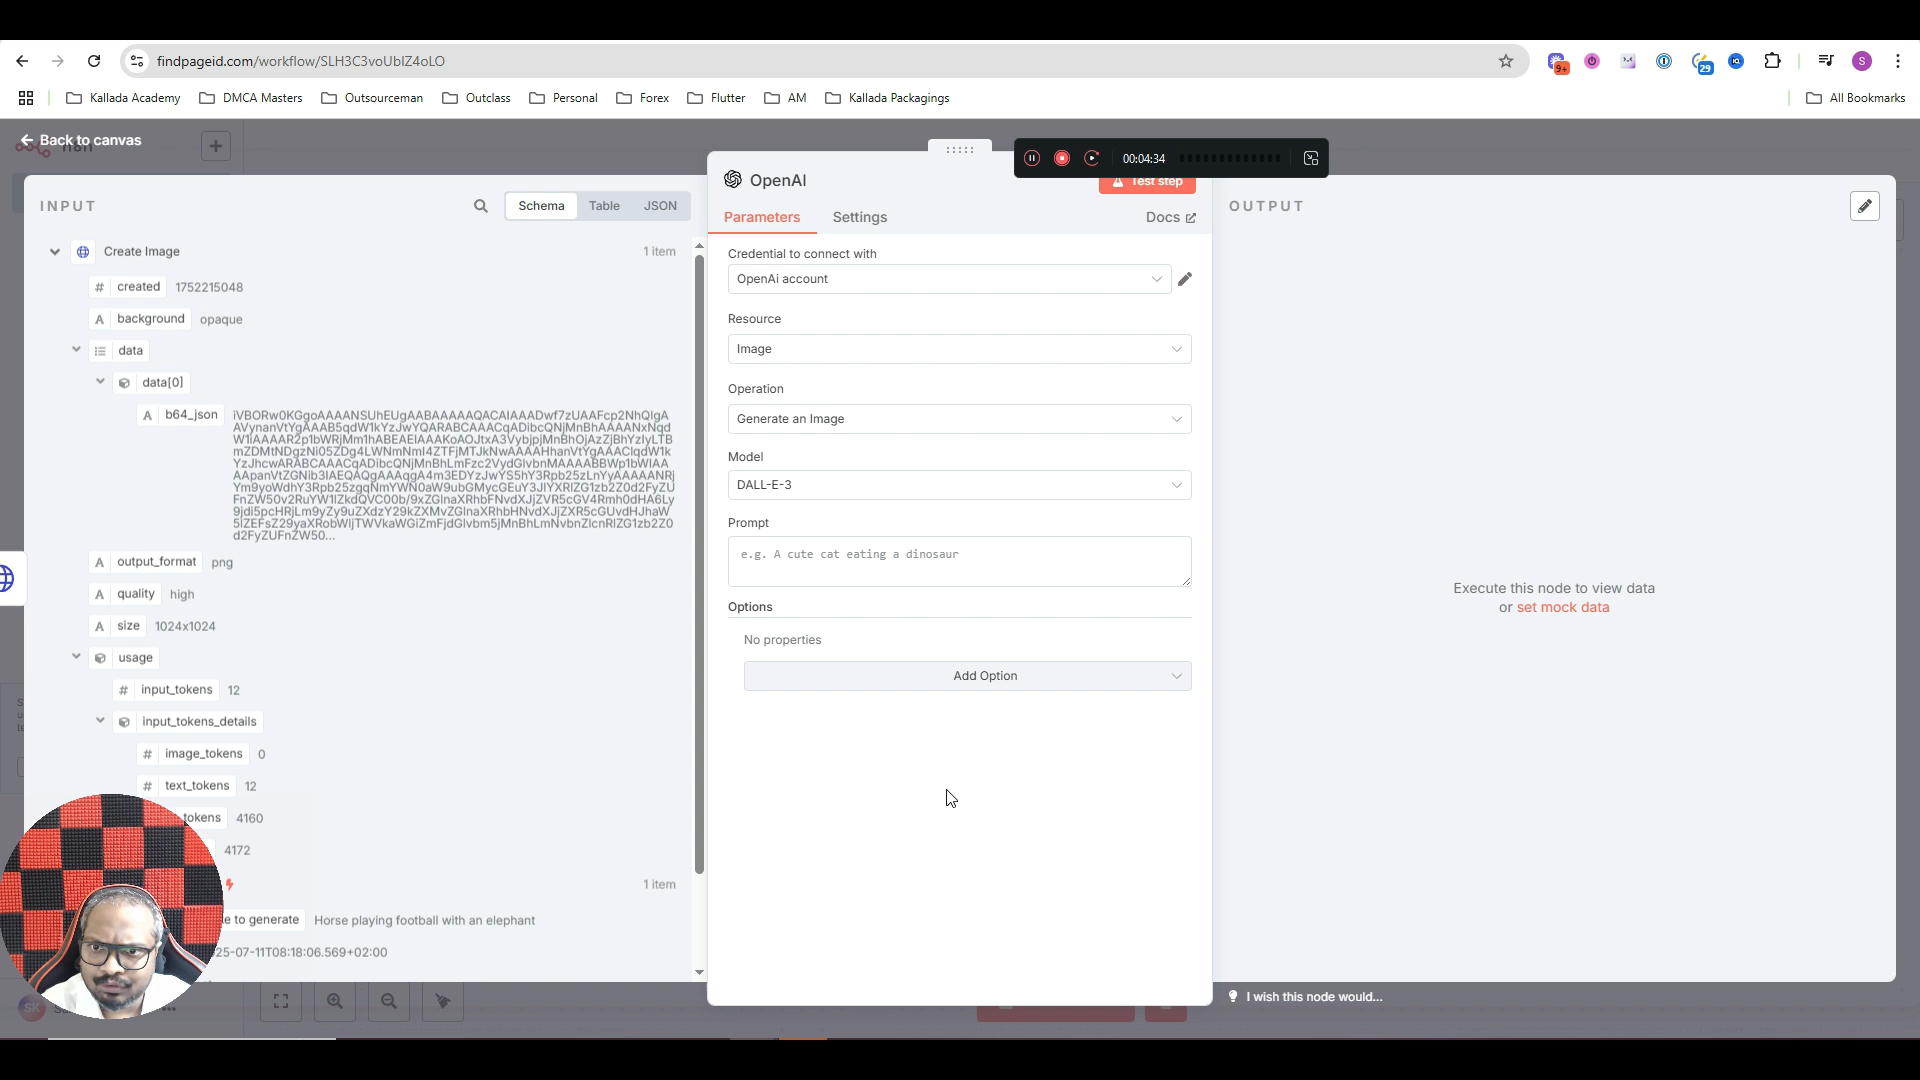 findpageid.com/workflow/SLH3C3voUbIZ4oLO
9+
29
S
Kallada Academy
DMCA Masters
Outsourceman
Outclass
Personal
Forex
Flutter
AM
Kallada Packagings
All Bookmarks
Back to canvas
00:04:34
OpenAI
Test step
INPUT
Schema
Table
JSON
Parameters
Settings
Docs
OUTPUT
Create Image
1 item
# created 1752215048
A background opaque
data
data[0]
A b64_json
A output_format png
A quality high
A size 1024x1024
usage
# input_tokens 12
input_tokens_details
# image_tokens 0
# text_tokens 12
tokens 4160
4172
1 item
e to generate Horse playing football with an elephant
25-07-11T08:18:06.569+02:00
Credential to connect with
OpenAi account
Resource
Image
Operation
Generate an Image
Model
DALL-E-3
Prompt
e.g. A cute cat eating a dinosaur
Options
No properties
Add Option
Execute this node to view data
or set mock data
I wish this node would...